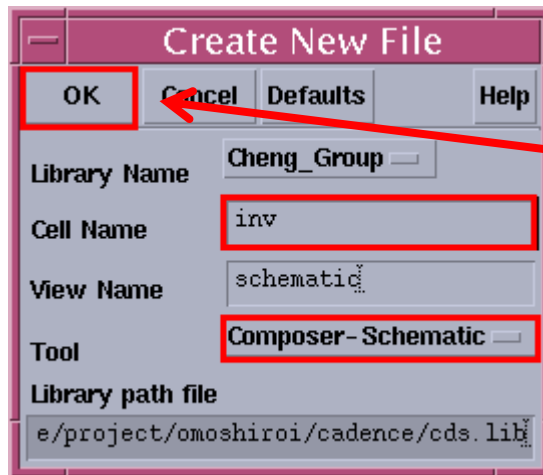 Create New File
OK Cancel Defaults Help
Library Name Cheng_Group
Cell Name inv
View Name schematic
Tool Composer-Schematic
Library path file
e/project/omoshiroi/cadence/cds.lib